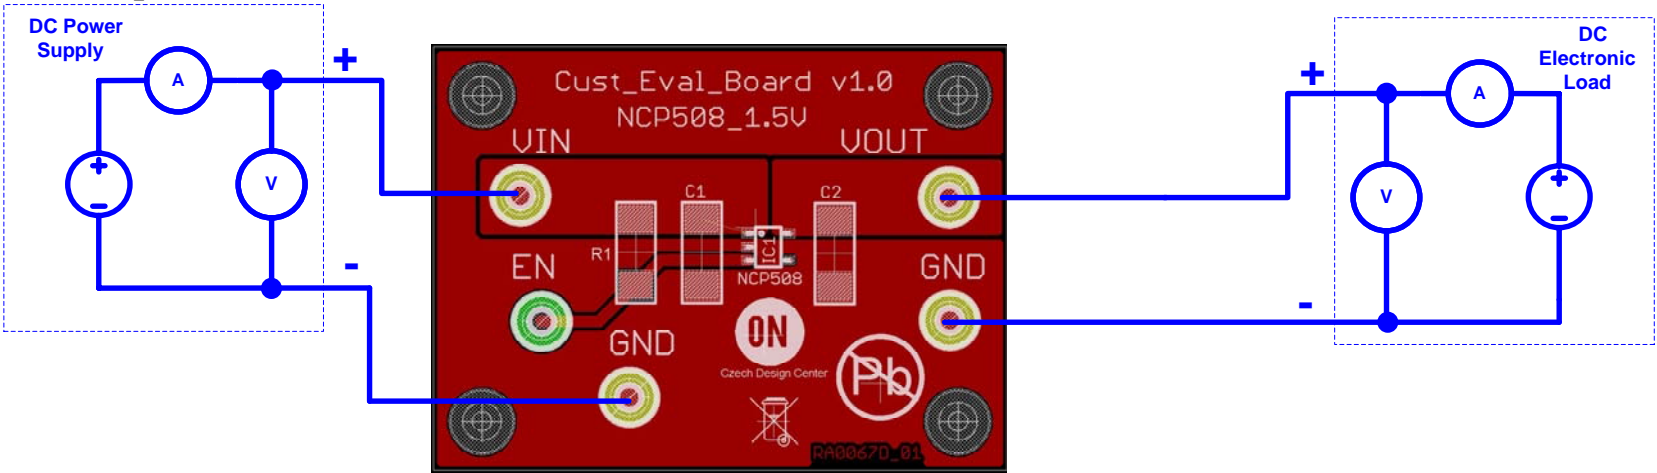 DC Power
Supply
A
V
+
-
+
-
Cust_Eval_Board v1.0
NCP508_1.5V
VIN
VOUT
C1
C2
R1
IC1
NCP508
EN
GND
GND
ON
Czech Design Center
Pb
RA0067D_01
+
-
DC
Electronic
Load
A
V
+
-